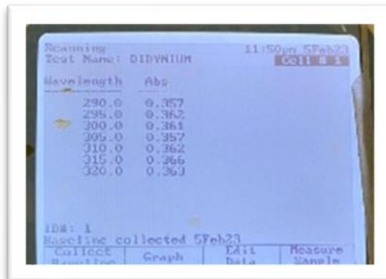 Scanning 11:50pm 5Feb23
Test Name: DIDYNIUM Cell # 1
Wavelength Abs
290.0 0.357
295.0 0.362
300.0 0.361
305.0 0.357
310.0 0.362
315.0 0.366
320.0 0.363
ID#: 1
Baseline collected 5Feb23
Collect Baseline Graph Edit Data Measure Sample